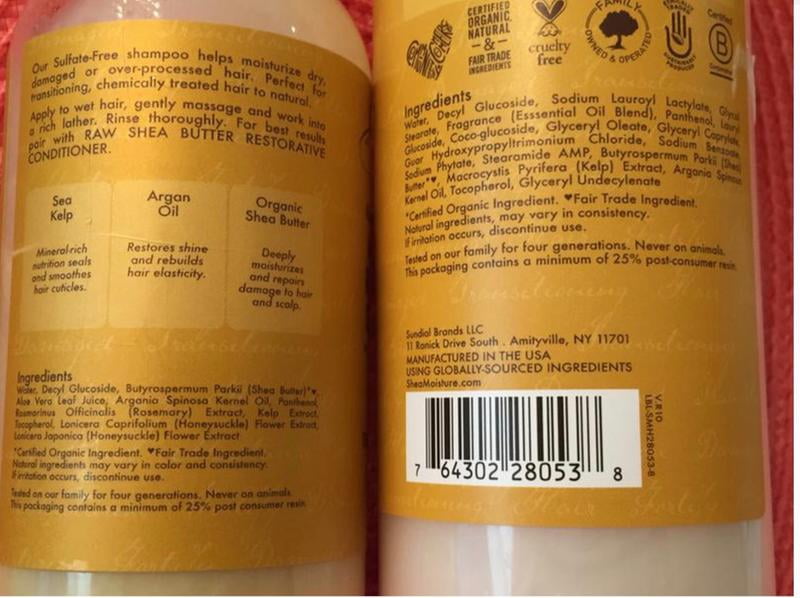 Our Sulfate-Free shampoo helps moisturize dry,
damaged or over-processed hair. Perfect for
transitioning, chemically treated hair to natural.
Apply to wet hair, gently massage and work into
a rich lather. Rinse thoroughly. For best results
pair with RAW SHEA BUTTER RESTORATIVE
CONDITIONER.
Sea
Kelp
Mineral-rich
nutrition seals
and smoothes
hair cuticles.
Argan
Oil
Restores shine
and rebuilds
hair elasticity.
Organic
Shea Butter
Deeply
moisturizes
and repairs
damage to hair
and scalp.
Ingredients
Water, Decyl Glucoside, Butyrospermum Parkii (Shea Butter)*♥,
Aloe Vera Leaf Juice, Argania Spinosa Kernel Oil, Panthenol,
Rosmarinus Officinalis (Rosemary) Extract, Kelp Extract,
Tocopherol, Lonicera Caprifolium (Honeysuckle) Flower Extract,
Lonicera Japonica (Honeysuckle) Flower Extract
*Certified Organic Ingredient. ♥Fair Trade Ingredient.
Natural ingredients may vary in color and consistency.
If irritation occurs, discontinue use.
Tested on our family for four generations. Never on animals.
This packaging contains a minimum of 25% post consumer resin.
CERTIFIED
ORGANIC,
NATURAL
&
FAIR TRADE
INGREDIENTS
cruelty
free
FAMILY
OWNED & OPERATED
ETHICALLY
TRADED
SUSTAINABLY
PRODUCED
Certified
B
Corporation
Ingredients
Water, Decyl Glucoside, Sodium Lauroyl Lactylate, Glycol
Stearate, Fragrance (Esssential Oil Blend), Panthenol, Lauryl
Glucoside, Coco-glucoside, Glyceryl Oleate, Glyceryl Caprylate,
Guar Hydroxypropyltrimonium Chloride, Sodium Benzoate,
Sodium Phytate, Stearamide AMP, Butyrospermum Parkii (Shea)
Butter*♥, Macrocystis Pyrifera (Kelp) Extract, Argania Spinosa
Kernel Oil, Tocopherol, Glyceryl Undecylenate
*Certified Organic Ingredient. ♥Fair Trade Ingredient.
Natural ingredients, may vary in consistency.
If irritation occurs, discontinue use.
Tested on our family for four generations. Never on animals.
This packaging contains a minimum of 25% post-consumer resin.
Sundial Brands LLC
11 Ranick Drive South . Amityville, NY 11701
MANUFACTURED IN THE USA
USING GLOBALLY-SOURCED INGREDIENTS
SheaMoisture.com
7 64302 28053 8
V.R10
LBL-SMH28053-8